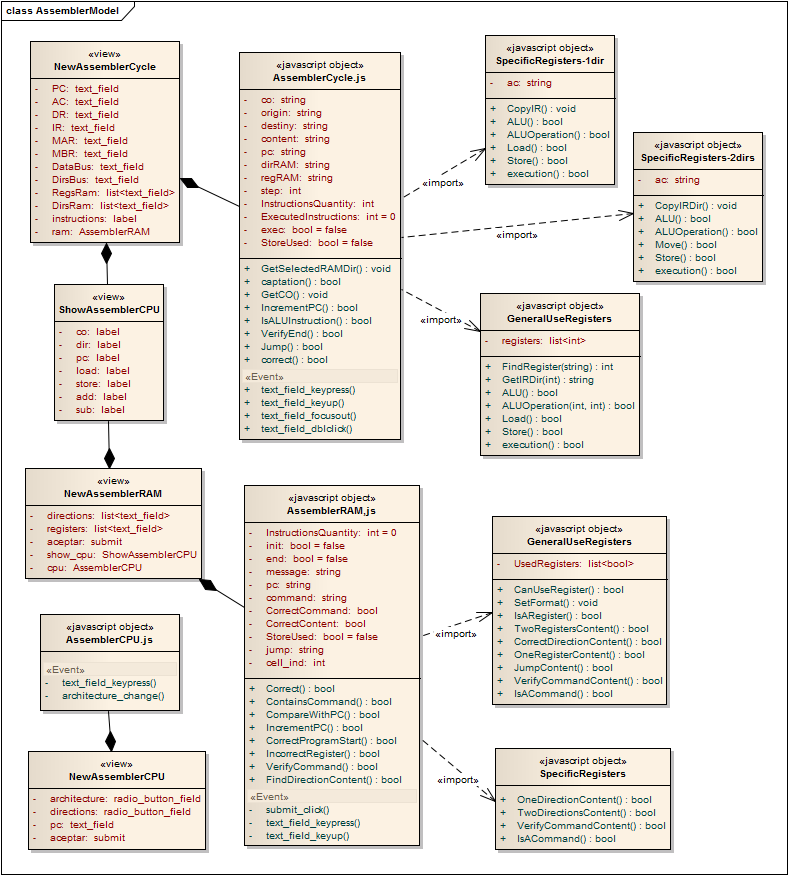 class AssemblerModel
«view»
NewAssemblerCycle
- PC: text_field
- AC: text_field
- DR: text_field
- IR: text_field
- MAR: text_field
- MBR: text_field
- DataBus: text_field
- DirsBus: text_field
- RegsRam: list<text_field>
- DirsRam: list<text_field>
- instructions: label
- ram: AssemblerRAM
«javascript object»
AssemblerCycle.js
- co: string
- origin: string
- destiny: string
- content: string
- pc: string
- dirRAM: string
- regRAM: string
- step: int
- InstructionsQuantity: int
- ExecutedInstructions: int = 0
- exec: bool = false
- StoreUsed: bool = false
+ GetSelectedRAMDir() : void
+ captation() : bool
+ GetCO() : void
+ IncrementPC() : bool
+ IsALUInstruction() : bool
+ VerifyEnd() : bool
+ Jump() : bool
+ correct() : bool
«Event»
+ text_field_keypress()
+ text_field_keyup()
+ text_field_focusout()
+ text_field_dblclick()
«javascript object»
SpecificRegisters-1dir
- ac: string
+ CopyIR() : void
+ ALU() : bool
+ ALUOperation() : bool
+ Load() : bool
+ Store() : bool
+ execution() : bool
«import»
«javascript object»
SpecificRegisters-2dirs
- ac: string
+ CopyIRDir() : void
+ ALU() : bool
+ ALUOperation() : bool
+ Move() : bool
+ Store() : bool
+ execution() : bool
«import»
«import»
«javascript object»
GeneralUseRegisters
- registers: list<int>
+ FindRegister(string) : int
+ GetIRDir(int) : string
+ ALU() : bool
+ ALUOperation(int, int) : bool
+ Load() : bool
+ Store() : bool
+ execution() : bool
«view»
ShowAssemblerCPU
- co: label
- dir: label
- pc: label
- load: label
- store: label
- add: label
- sub: label
«view»
NewAssemblerRAM
- directions: list<text_field>
- registers: list<text_field>
- aceptar: submit
- show_cpu: ShowAssemblerCPU
- cpu: AssemblerCPU
«javascript object»
AssemblerRAM.js
- InstructionsQuantity: int = 0
- init: bool = false
- end: bool = false
- message: string
- pc: string
- command: string
- CorrectCommand: bool
- CorrectContent: bool
- StoreUsed: bool = false
- jump: string
- cell_ind: int
+ Correct() : bool
+ ContainsCommand() : bool
+ CompareWithPC() : bool
+ IncrementPC() : bool
+ CorrectProgramStart() : bool
+ IncorrectRegister() : bool
+ VerifyCommand() : bool
+ FindDirectionContent() : bool
«Event»
- submit_click()
- text_field_keypress()
- text_field_keyup()
«javascript object»
GeneralUseRegisters
- UsedRegisters: list<bool>
+ CanUseRegister() : bool
+ SetFormat() : void
+ IsARegister() : bool
+ TwoRegistersContent() : bool
+ CorrectDirectionContent() : bool
+ OneRegisterContent() : bool
+ JumpContent() : bool
+ VerifyCommandContent() : bool
+ IsACommand() : bool
«import»
«javascript object»
AssemblerCPU.js
«Event»
- text_field_keypress()
- architecture_change()
«view»
NewAssemblerCPU
- architecture: radio_button_field
- directions: radio_button_field
- pc: text_field
- aceptar: submit
«import»
«javascript object»
SpecificRegisters
+ OneDirectionContent() : bool
+ TwoDirectionsContent() : bool
+ VerifyCommandContent() : bool
+ IsACommand() : bool